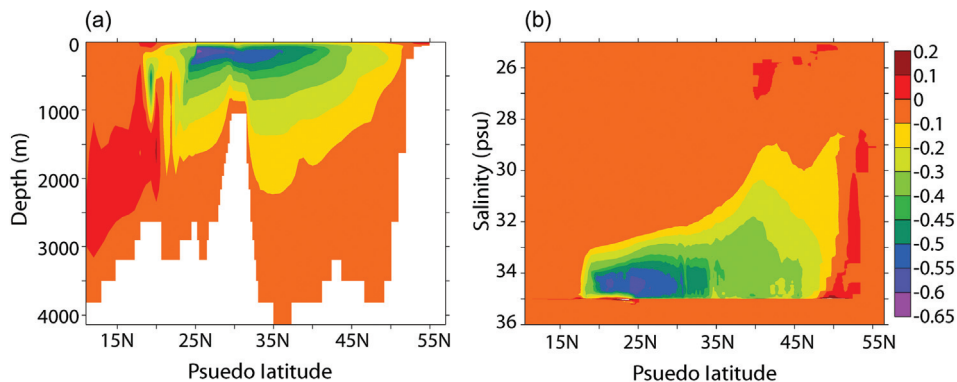 (a)
0
1000
2000
3000
4000
Depth (m)
15N
25N
35N
45N
55N
Psuedo latitude
(b)
26
28
30
32
34
36
Salinity (psu)
15N
25N
35N
45N
55N
Psuedo latitude
0.2
0.1
0
-0.1
-0.2
-0.3
-0.4
-0.45
-0.5
-0.55
-0.6
-0.65